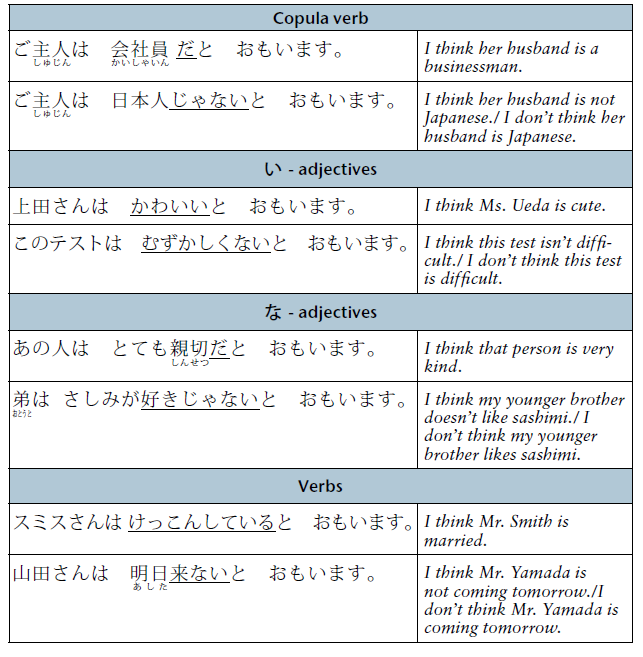 Copula verb
ご主人は 会社員 だと おもいます。
しゅじん かいしゃいん
I think her husband is a
businessman.
ご主人は 日本人じゃないと おもいます。
しゅじん
I think her husband is not
Japanese./ I don't think her
husband is Japanese.
い - adjectives
上田さんは かわいいと おもいます。
I think Ms. Ueda is cute.
このテストは むずかしくないと おもいます。
I think this test isn't diffi-
cult./ I don't think this test
is difficult.
な - adjectives
あの人は とても親切だと おもいます。
しんせつ
I think that person is very
kind.
弟は さしみが好きじゃないと おもいます。
おとうと
I think my younger brother
doesn't like sashimi./ I
don't think my younger
brother likes sashimi.
Verbs
スミスさんは けっこんしていると おもいます。
I think Mr. Smith is
married.
山田さんは 明日来ないと おもいます。
あした
I think Mr. Yamada is
not coming tomorrow./I
don't think Mr. Yamada is
coming tomorrow.